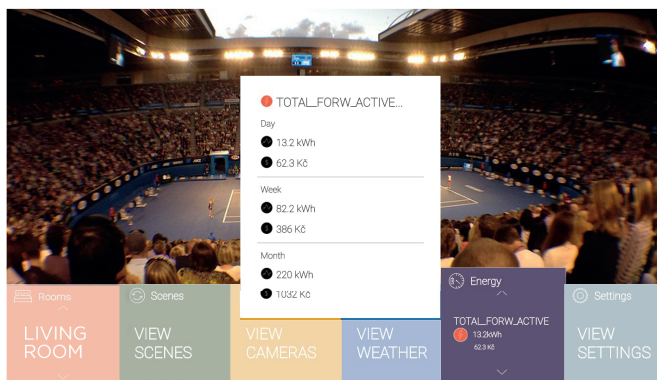 TOTAL_FORW_ACTIVE...
Day
13.2 kWh
62.3 Kč
Week
82.2 kWh
386 Kč
Month
220 kWh
1032 Kč
Rooms
LIVING
ROOM
Scenes
VIEW
SCENES
VIEW
CAMERAS
VIEW
WEATHER
Energy
TOTAL_FORW_ACTIVE
13.2kWh
62.3 Kč
Settings
VIEW
SETTINGS